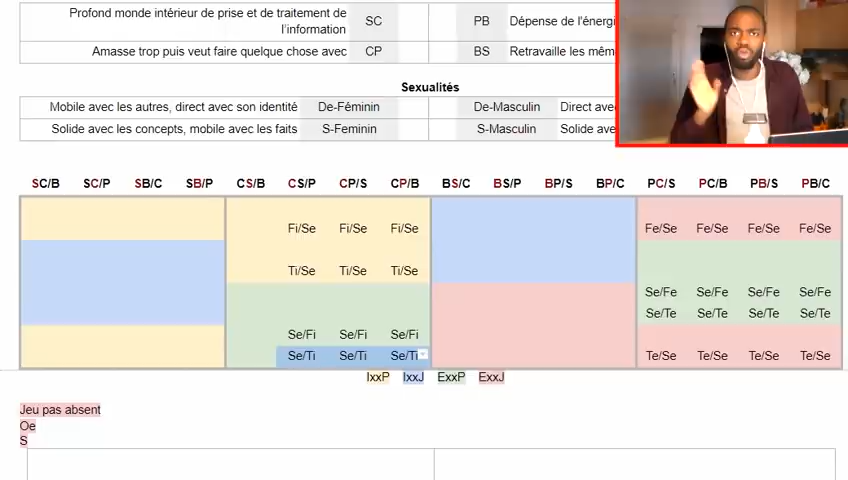 Profond monde intérieur de prise et de traitement de l'information SC PB Dépense de l'énergi
Amasse trop puis veut faire quelque chose avec CP BS Retravaille les mêm
Sexualités
Mobile avec les autres, direct avec son identité De-Féminin De-Masculin Direct ave
Solide avec les concepts, mobile avec les faits S-Feminin S-Masculin Solide ave
SC/B SC/P SB/C SB/P CS/B CS/P CP/S CP/B BS/C BS/P BP/S BP/C PC/S PC/B PB/S PB/C
Fi/Se Fi/Se Fi/Se Fe/Se Fe/Se Fe/Se Fe/Se
Ti/Se Ti/Se Ti/Se
Se/Fe Se/Fe Se/Fe Se/Fe
Se/Te Se/Te Se/Te Se/Te
Se/Fi Se/Fi Se/Fi
Se/Ti Se/Ti Se/Ti Te/Se Te/Se Te/Se Te/Se
IxxP IxxJ ExxP ExxJ
Jeu pas absent
Oe
S